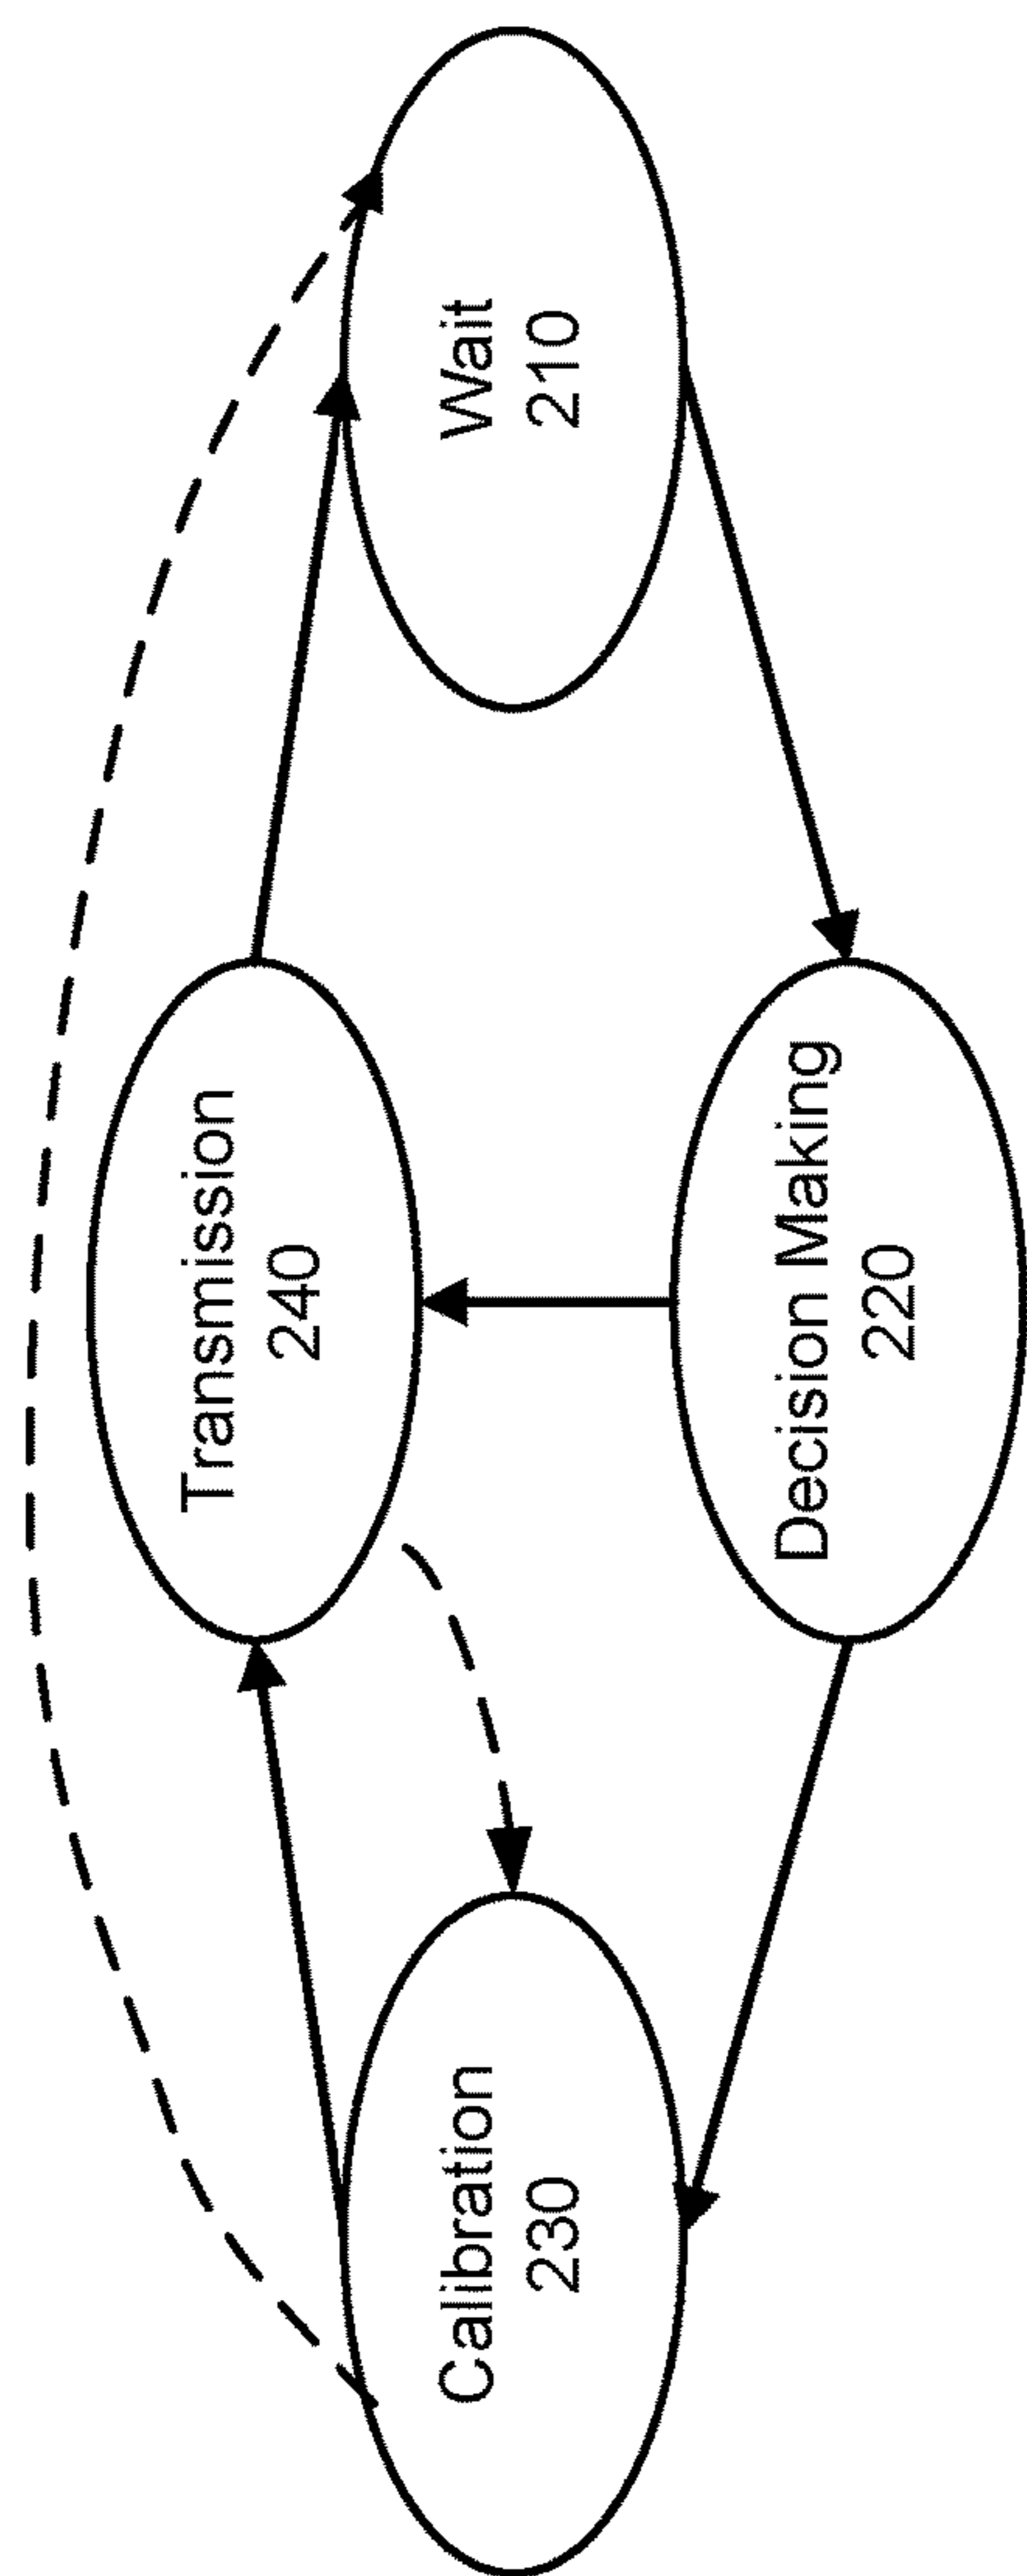 Transmission
240
Calibration
230
Wait
210
Decision Making
220